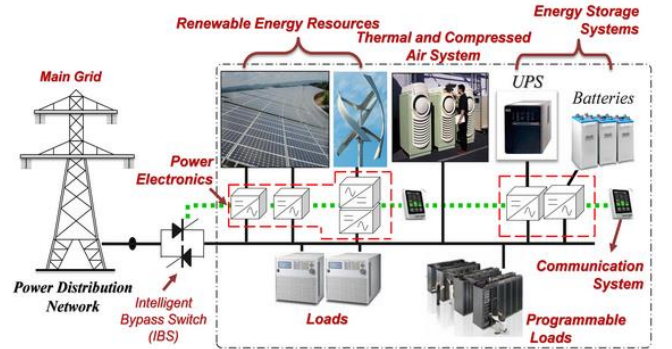 Renewable Energy Resources
Thermal and Compressed
Air System
Energy Storage
Systems
Main Grid
UPS
Batteries
Power
Electronics
Power Distribution
Network
Intelligent
Bypass Switch
(IBS)
Loads
Programmable
Loads
Communication
System